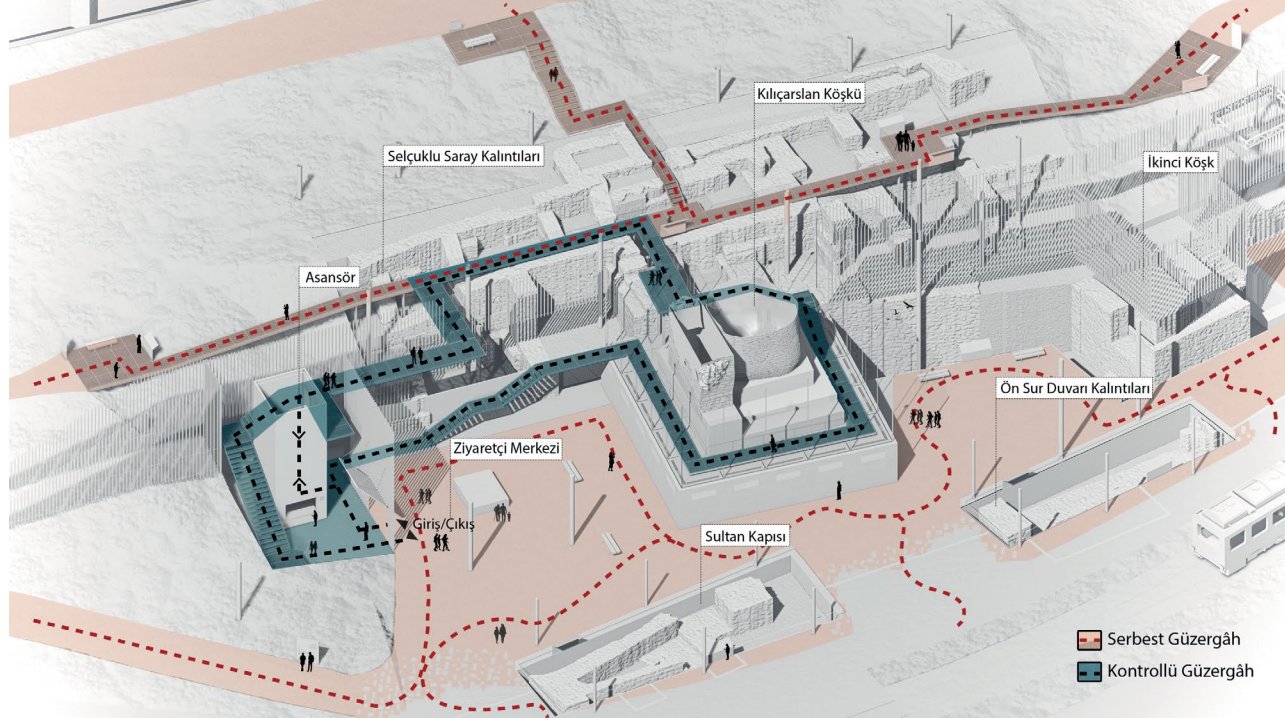 Kılıçarslan Köşkü
Selçuklu Saray Kalıntıları
İkinci Köşk
Asansör
Ön Sur Duvarı Kalıntıları
Ziyaretçi Merkezi
Giriş/Çıkış
Sultan Kapısı
Serbest Güzergâh
Kontrollü Güzergâh